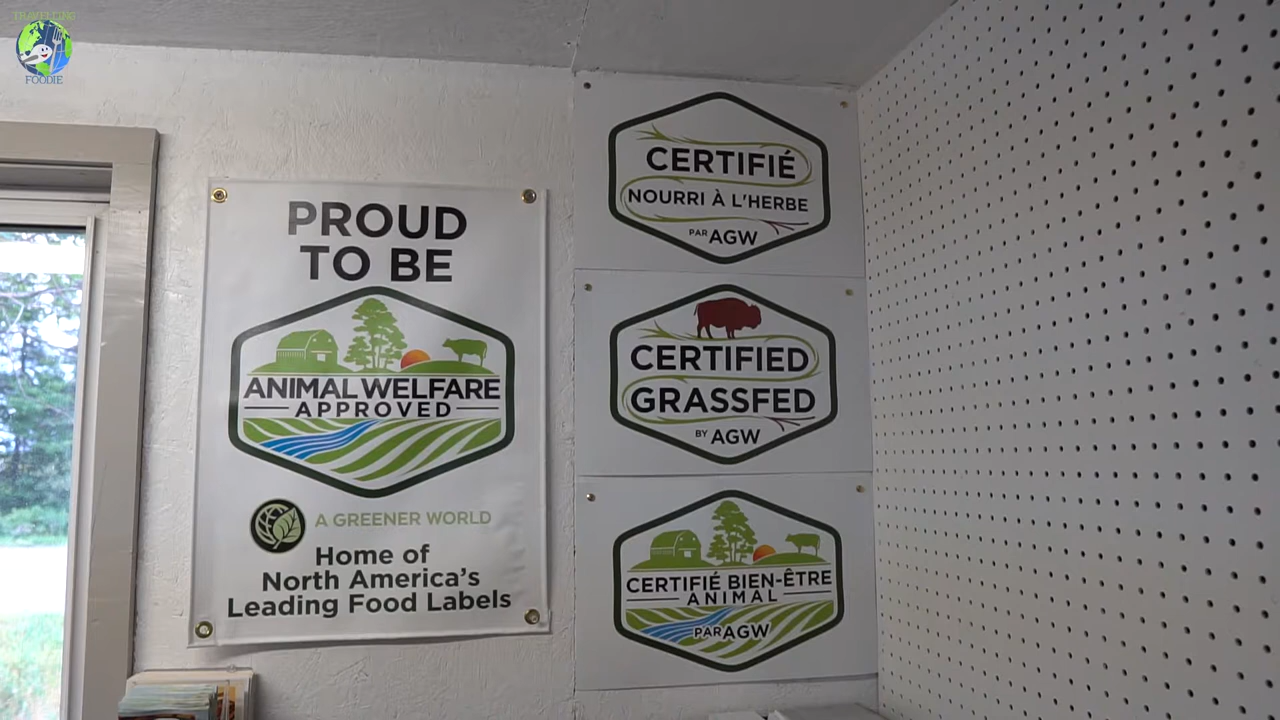 TRAVELLING
FOODIE
PROUD
TO BE
ANIMAL WELFARE
APPROVED
A GREENER WORLD
Home of
North America's
Leading Food Labels
CERTIFIÉ
NOURRI À L'HERBE
PAR AGW
CERTIFIED
GRASSFED
BY AGW
CERTIFIÉ BIEN-ÊTRE
ANIMAL
PAR AGW